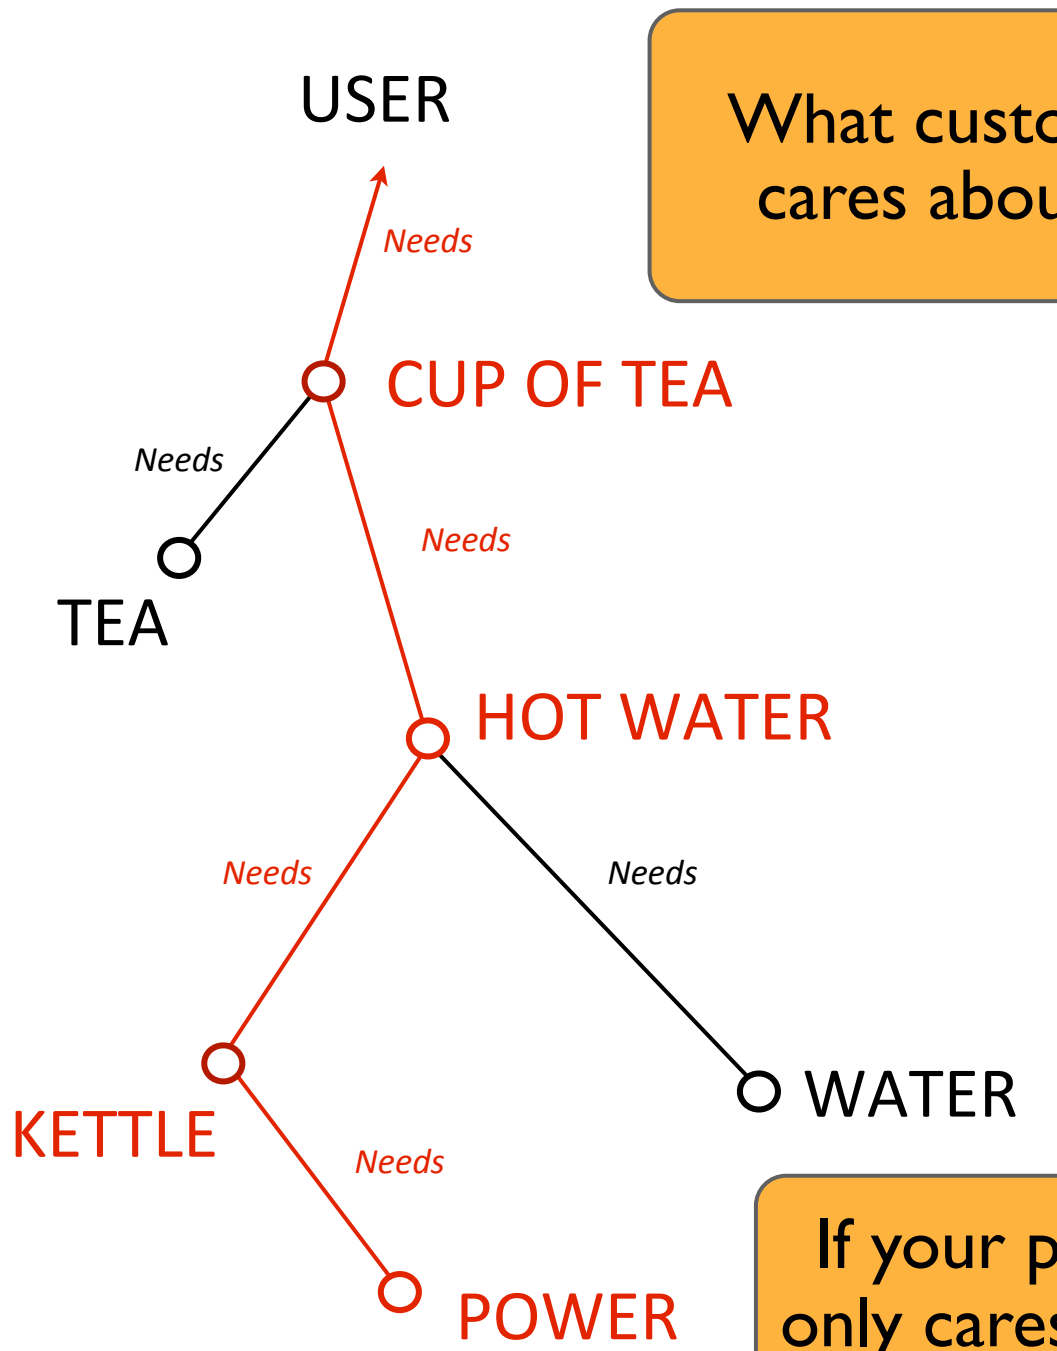 USER
What custo
cares abou
Needs
CUP OF TEA
Needs
Needs
TEA
HOT WATER
Needs
Needs
WATER
KETTLE
Needs
If your p
only cares
POWER